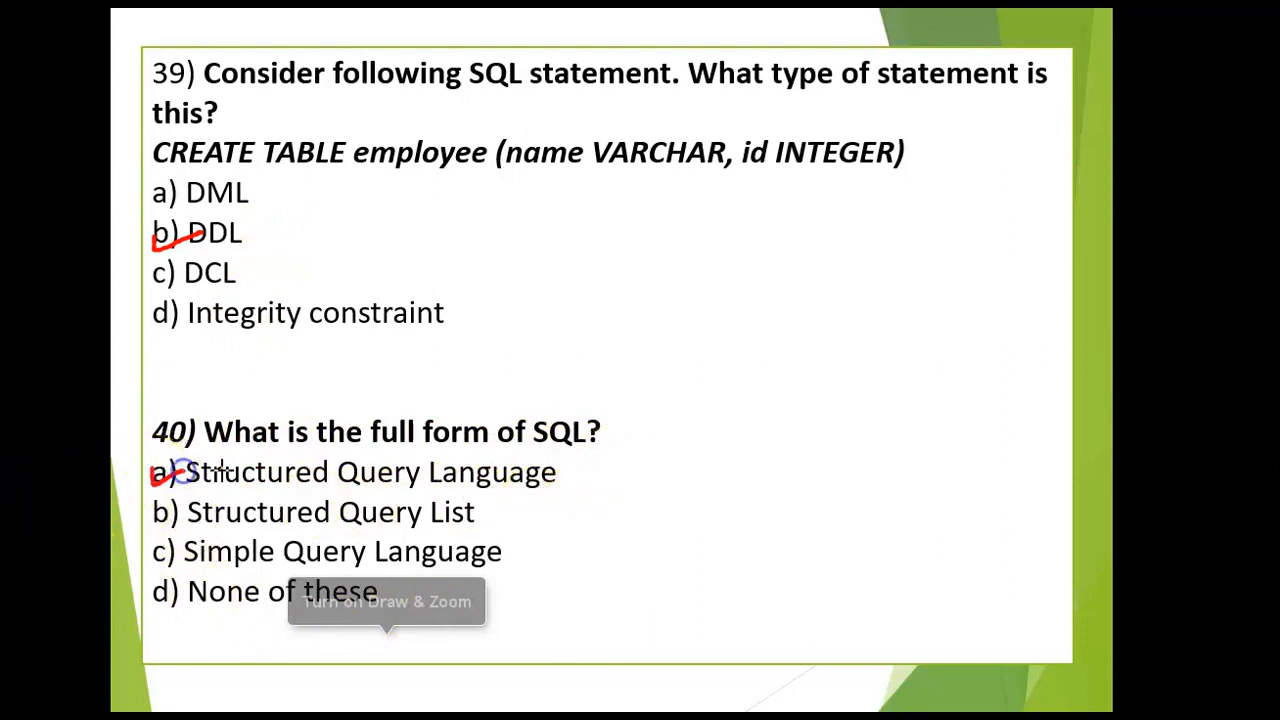 39) Consider following SQL statement. What type of statement is
this?
CREATE TABLE employee (name VARCHAR, id INTEGER)
a) DML
b) DDL
c) DCL
d) Integrity constraint
40) What is the full form of SQL?
a) Structured Query Language
b) Structured Query List
c) Simple Query Language
d) None of these
Turn on Draw & Zoom